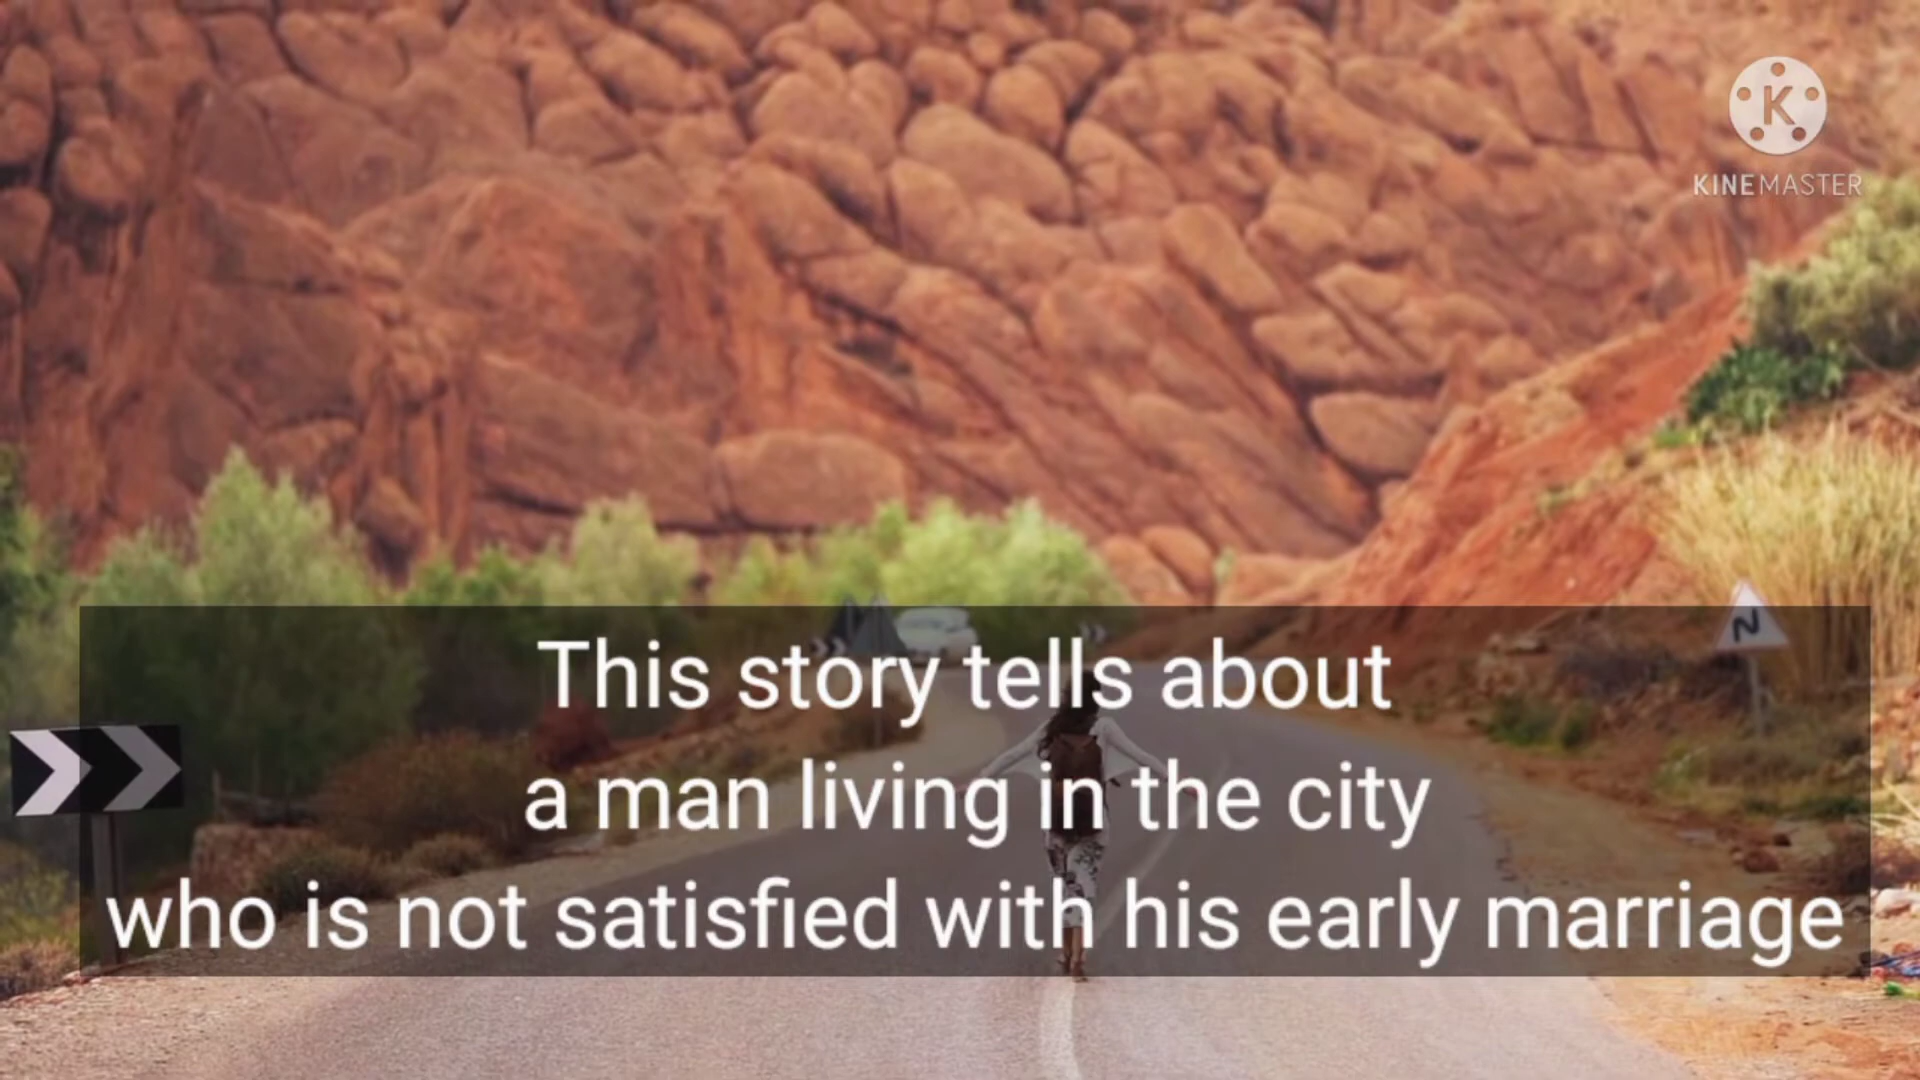 K
KINEMASTER
This story tells about
a man living in the city
who is not satisfied with his early marriage